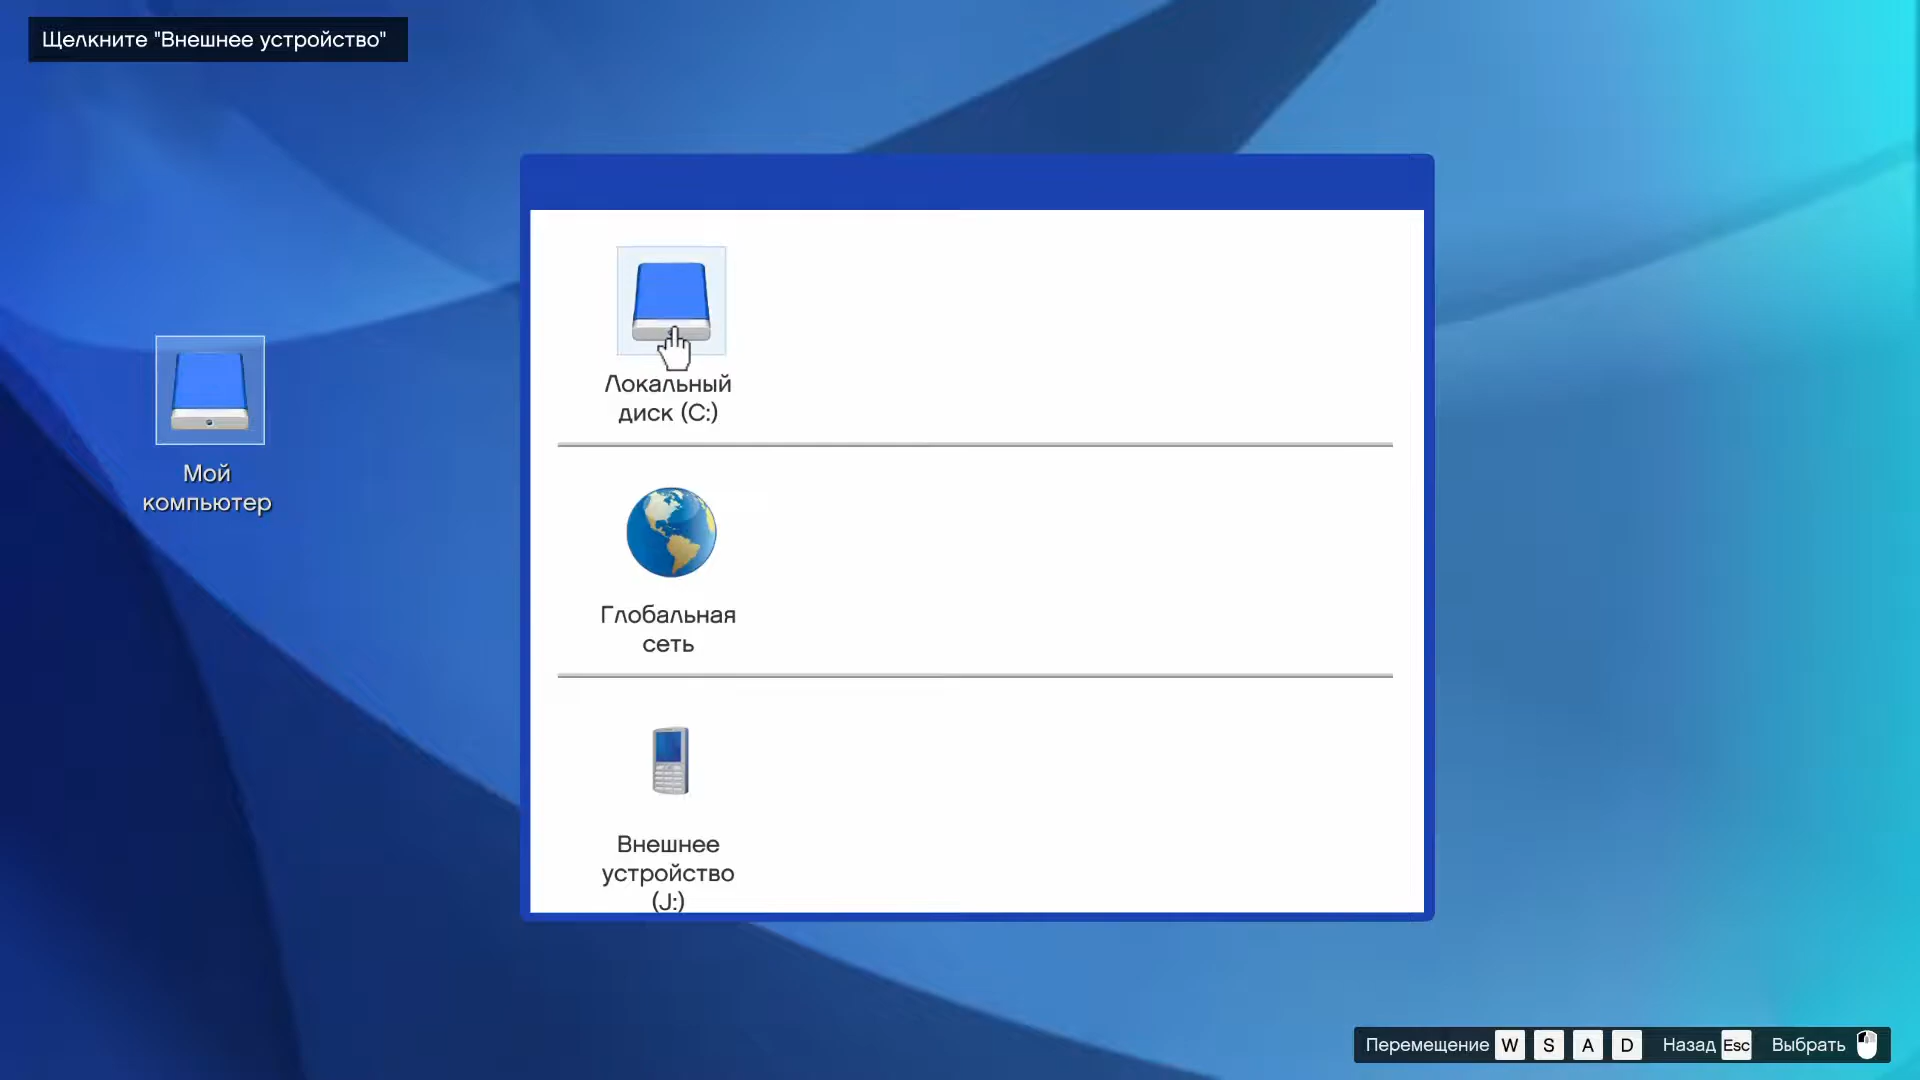 Щелкните "Внешнее устройство"
Локальный
диск (C:)
Мой
компьютер
Глобальная
сеть
Внешнее
устройство
(J:)
Перемещение W S A D Назад Esc Выбрать